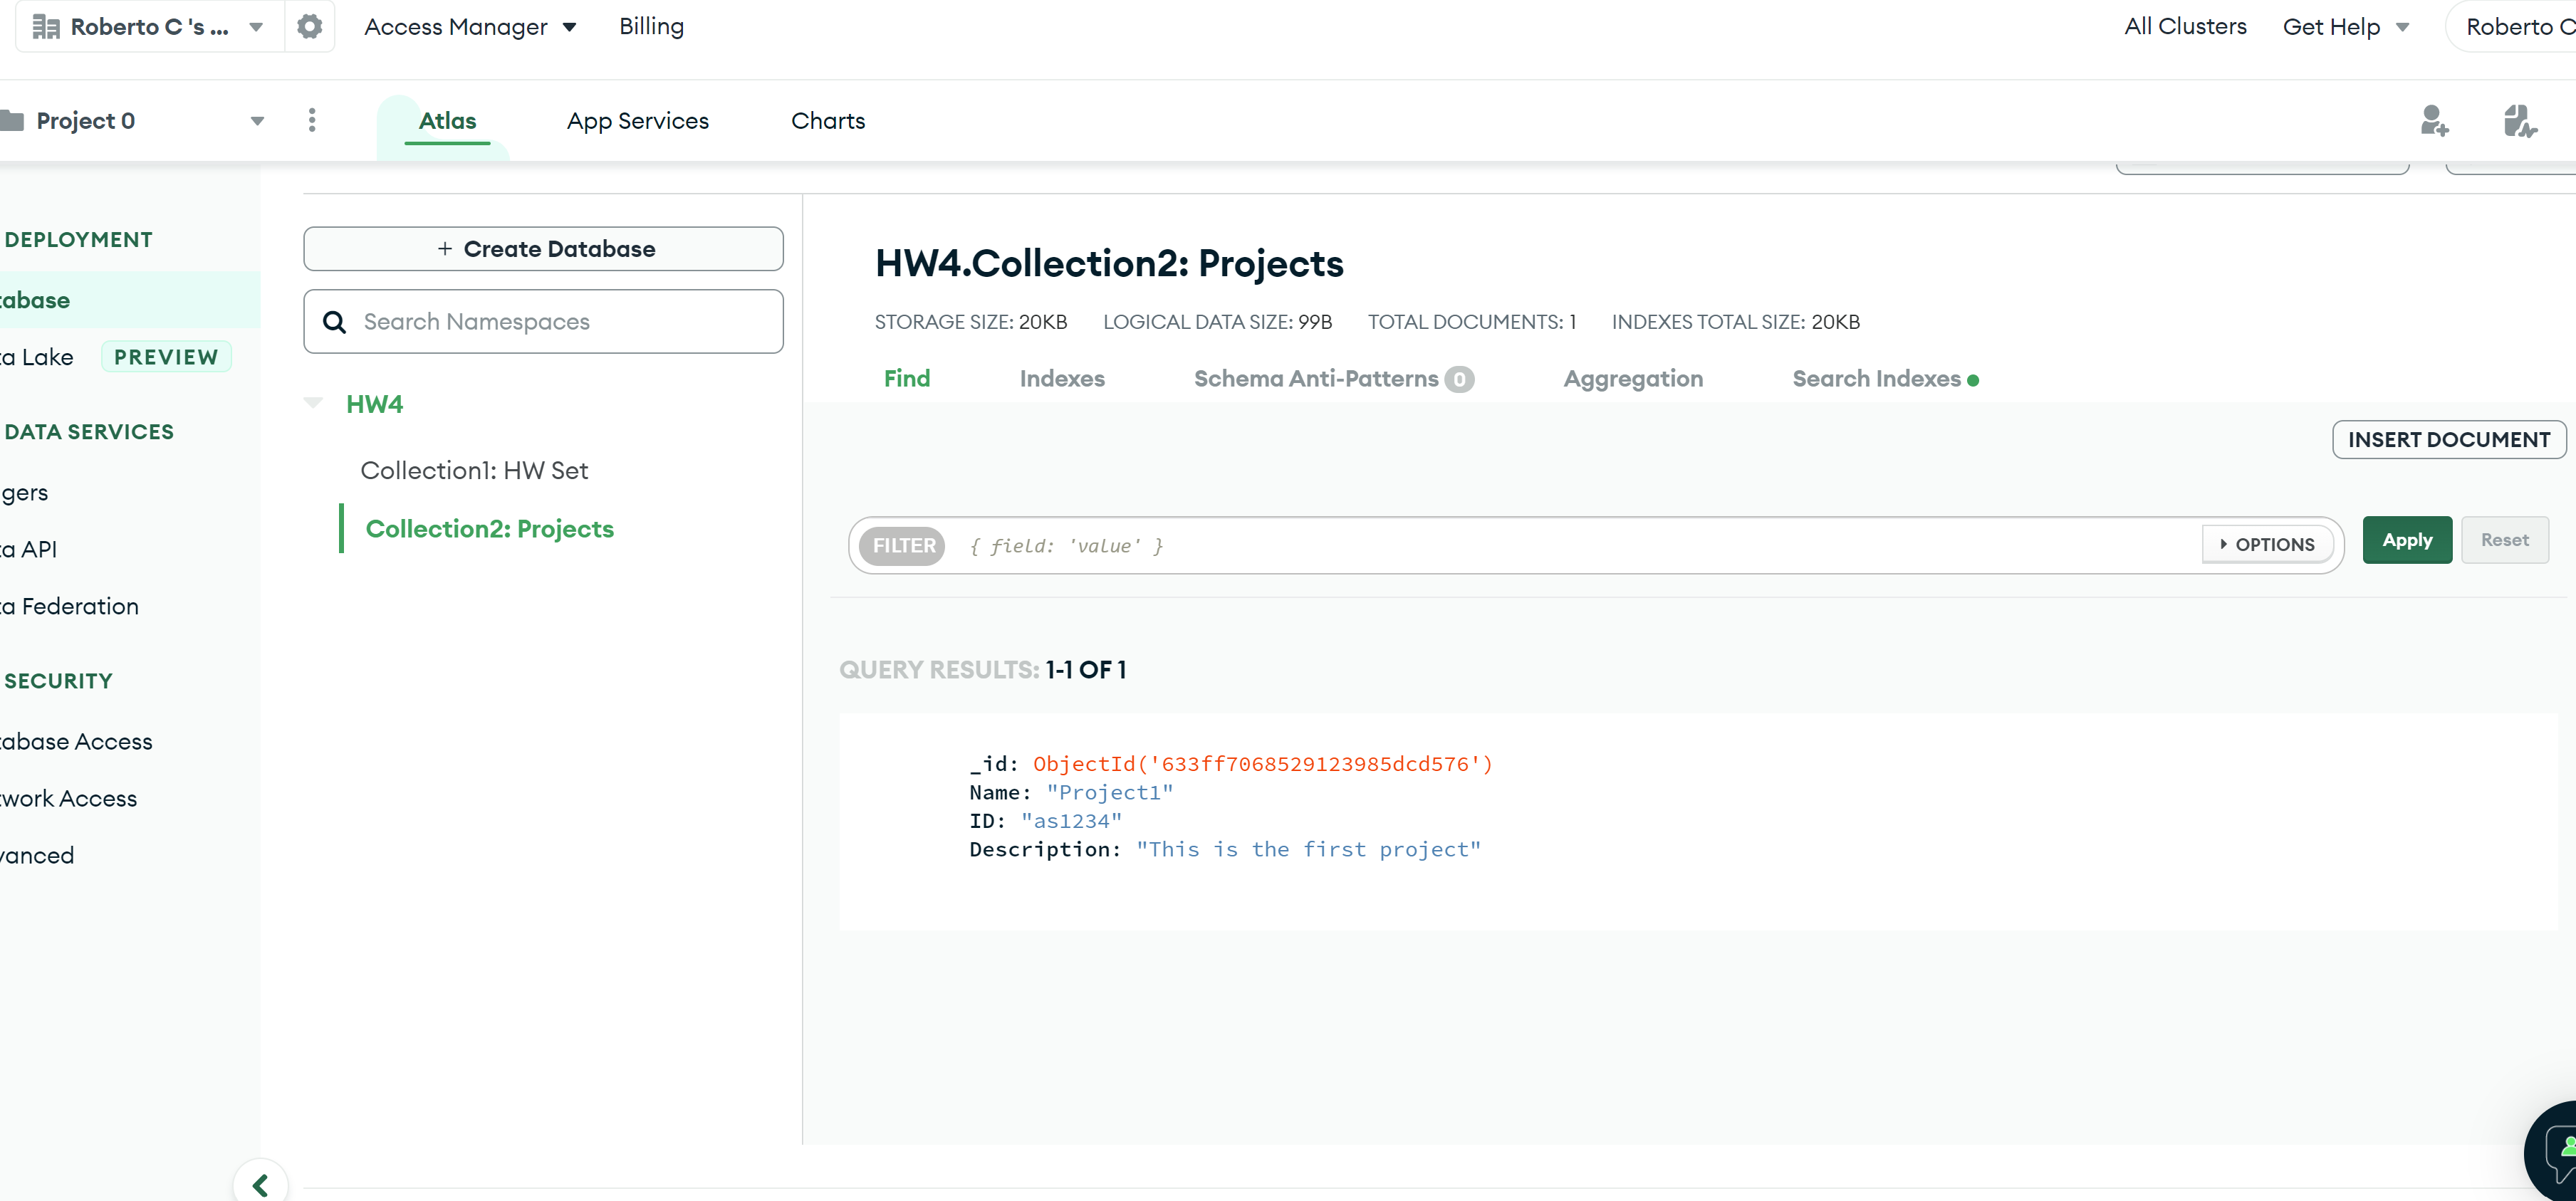 Roberto C 's ...
Access Manager
Billing
All Clusters
Get Help
Roberto C
Project 0
Atlas
App Services
Charts
DEPLOYMENT
tabase
ta Lake PREVIEW
DATA SERVICES
gers
ta API
ta Federation
SECURITY
tabase Access
twork Access
vanced
+ Create Database
Search Namespaces
HW4
Collection1: HW Set
Collection2: Projects
HW4.Collection2: Projects
STORAGE SIZE: 20KB LOGICAL DATA SIZE: 99B TOTAL DOCUMENTS: 1 INDEXES TOTAL SIZE: 20KB
Find Indexes Schema Anti-Patterns 0 Aggregation Search Indexes
INSERT DOCUMENT
FILTER { field: 'value' } OPTIONS Apply Reset
QUERY RESULTS: 1-1 OF 1
_id: ObjectId('633ff7068529123985dcd576')
Name: "Project1"
ID: "as1234"
Description: "This is the first project"